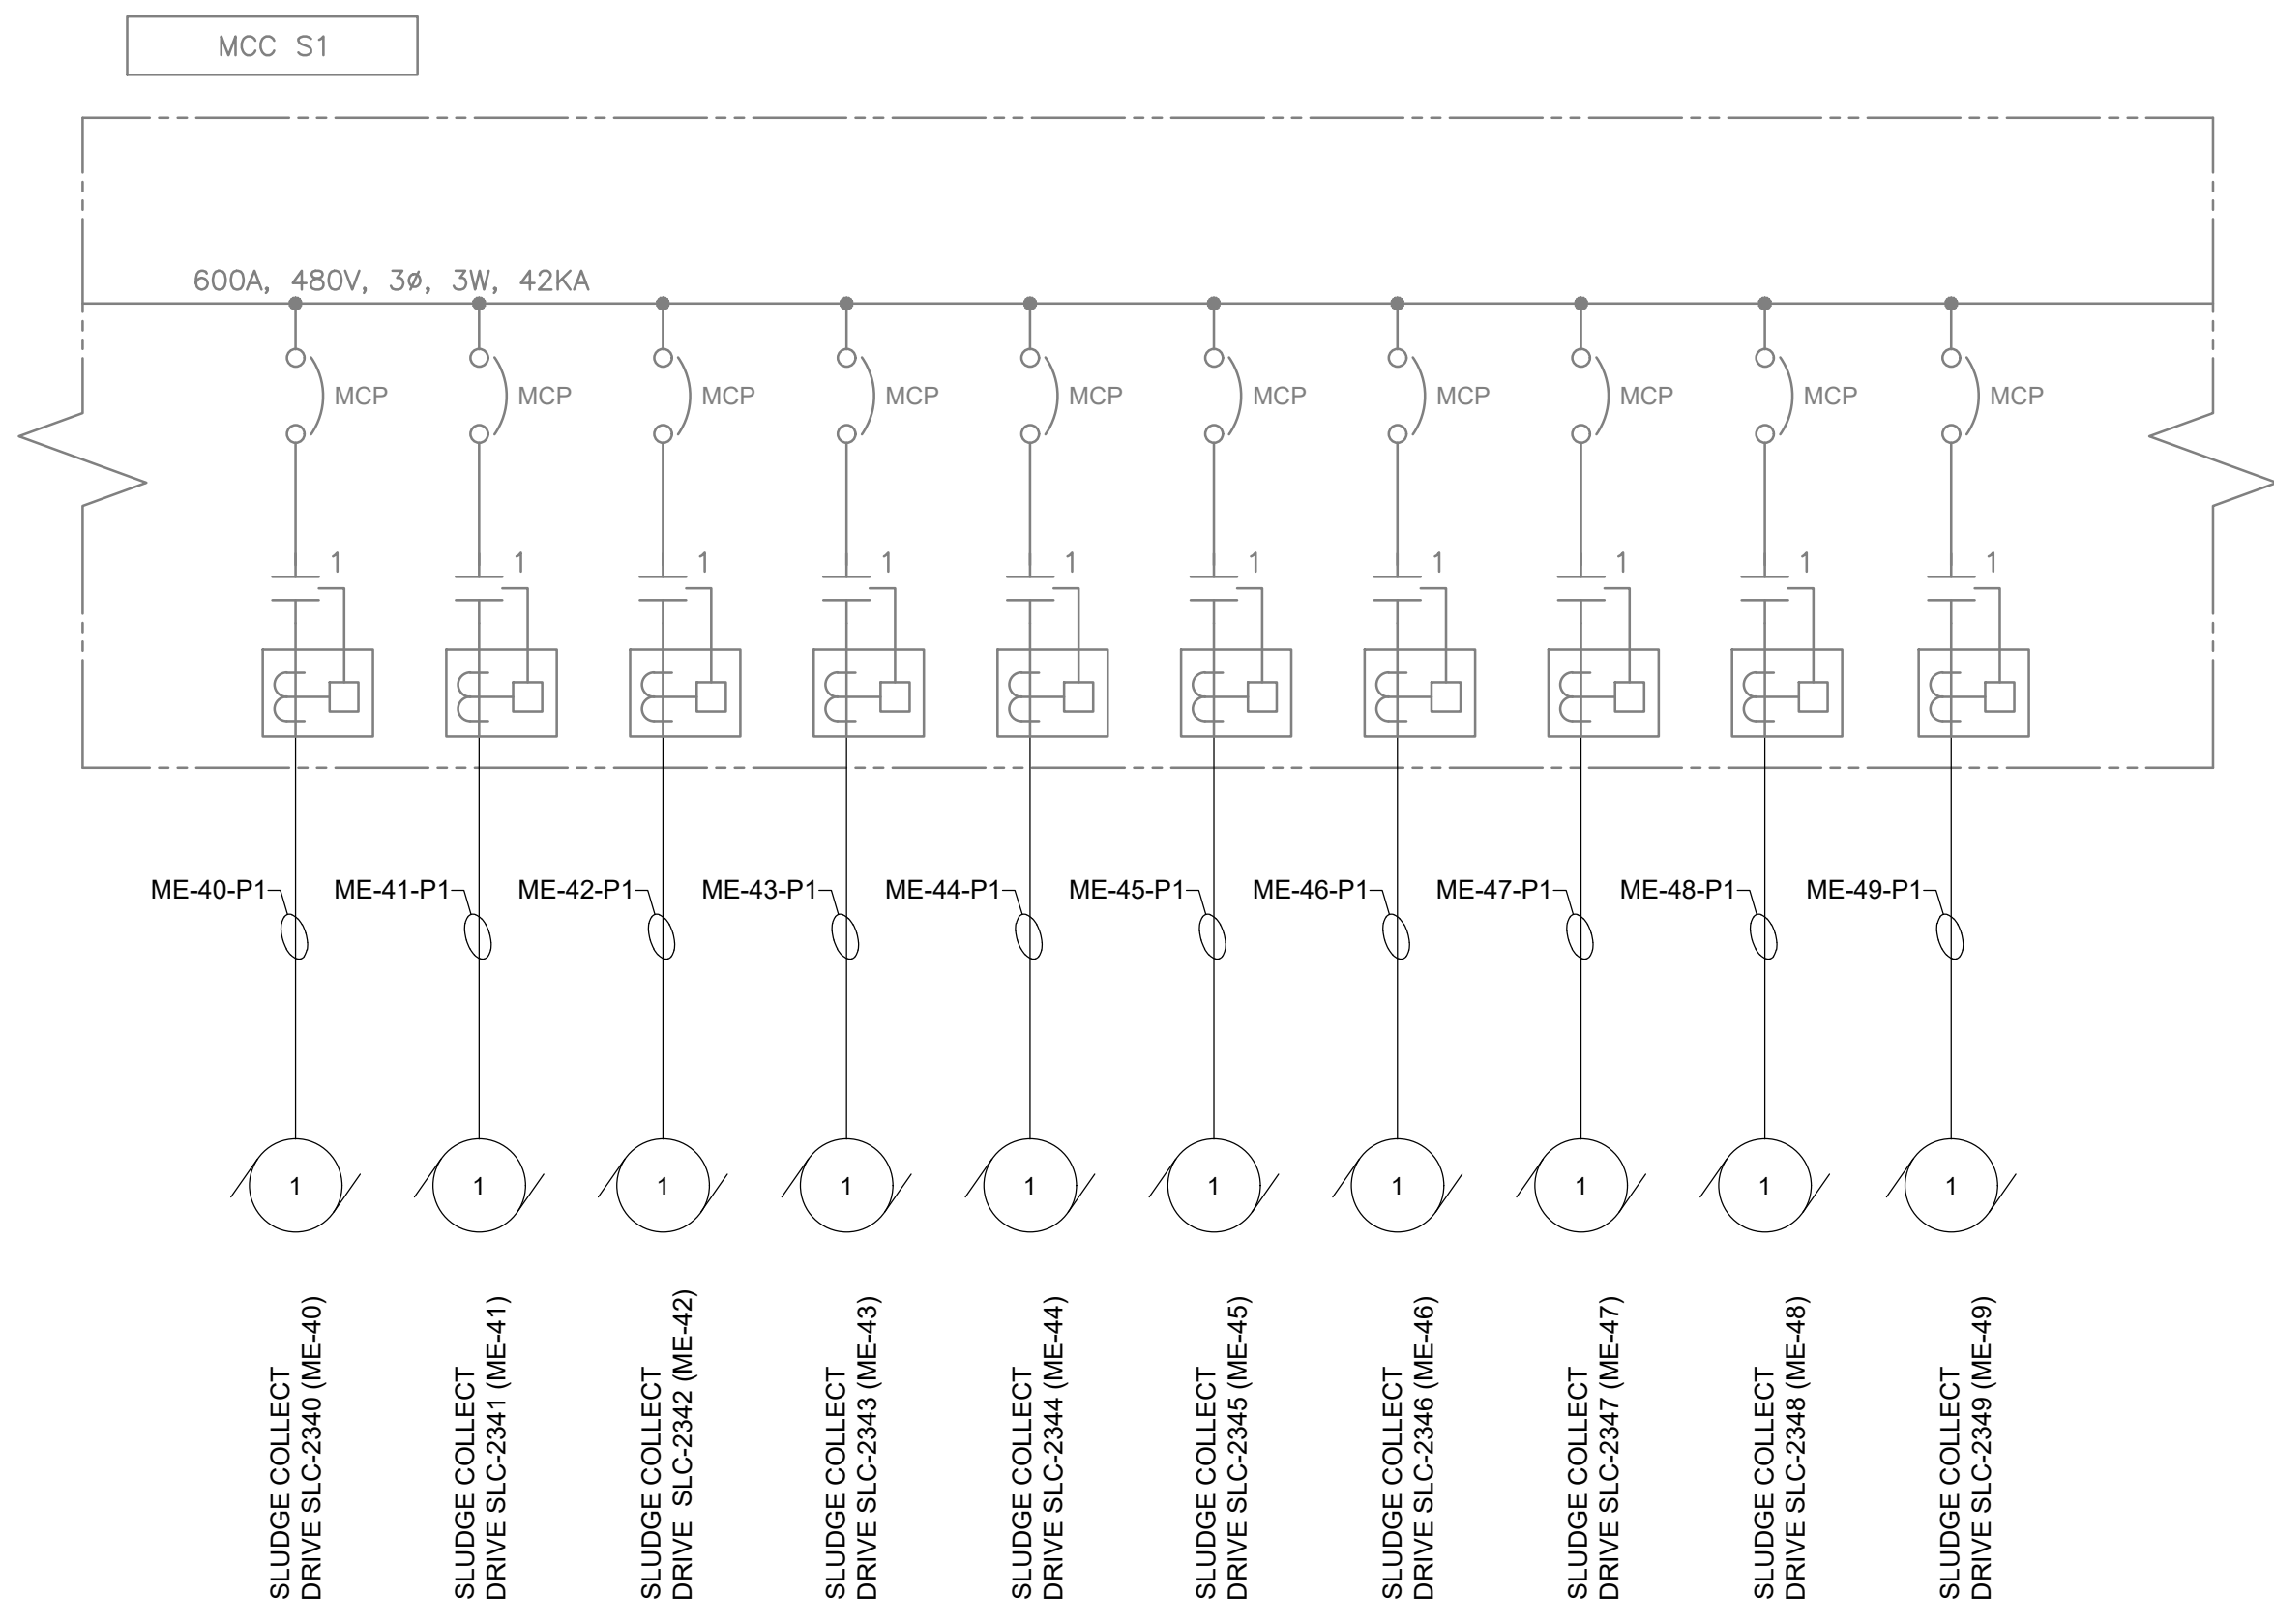 MCC S1
600A, 480V, 3ø, 3W, 42KA
MCP MCP MCP MCP MCP MCP MCP MCP MCP MCP
1 1 1 1 1 1 1 1 1 1
ME-40-P1 ME-41-P1 ME-42-P1 ME-43-P1 ME-44-P1 ME-45-P1 ME-46-P1 ME-47-P1 ME-48-P1 ME-49-P1
1 1 1 1 1 1 1 1 1 1
SLUDGE COLLECT
DRIVE SLC-2340 (ME-40)
SLUDGE COLLECT
DRIVE SLC-2341 (ME-41)
SLUDGE COLLECT
DRIVE SLC-2342 (ME-42)
SLUDGE COLLECT
DRIVE SLC-2343 (ME-43)
SLUDGE COLLECT
DRIVE SLC-2344 (ME-44)
SLUDGE COLLECT
DRIVE SLC-2345 (ME-45)
SLUDGE COLLECT
DRIVE SLC-2346 (ME-46)
SLUDGE COLLECT
DRIVE SLC-2347 (ME-47)
SLUDGE COLLECT
DRIVE SLC-2348 (ME-48)
SLUDGE COLLECT
DRIVE SLC-2349 (ME-49)